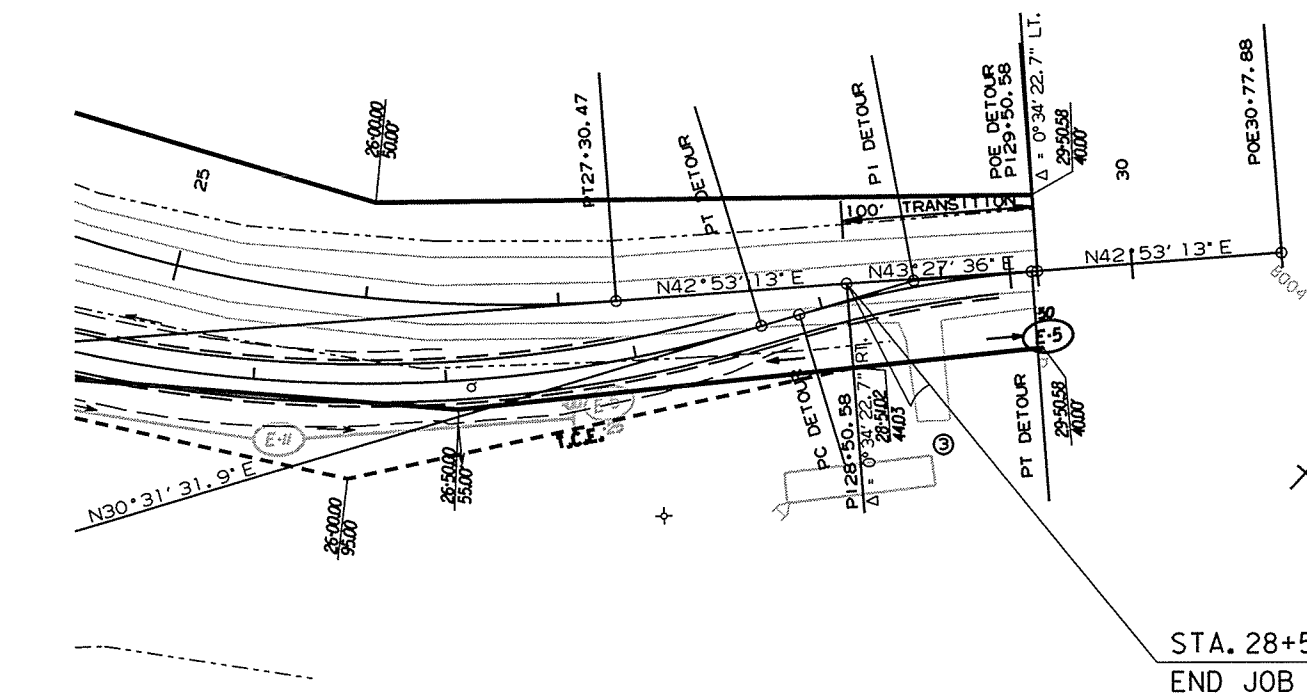 25
26+00.00
50.00'
PT27+30.47
PT DETOUR
PI DETOUR
POE DETOUR
PI29+50.58
Δ = 0°34'22.7" LT.
29+50.58
40.00'
30
POE30+77.88
100' TRANSITION
N42°53'13"E
N43°27'36"E
N42°53'13"E
8004
30
E-5
E-11
T.C.E.
N30°31'31.9"E
26+00.00
95.00'
26+50.00
55.00'
PC DETOUR
PI28+50.58
Δ = 0°34'22.7" RT.
28+51.02
44.03
3
PT DETOUR
29+50.58
40.00'
STA. 28+5
END JOB